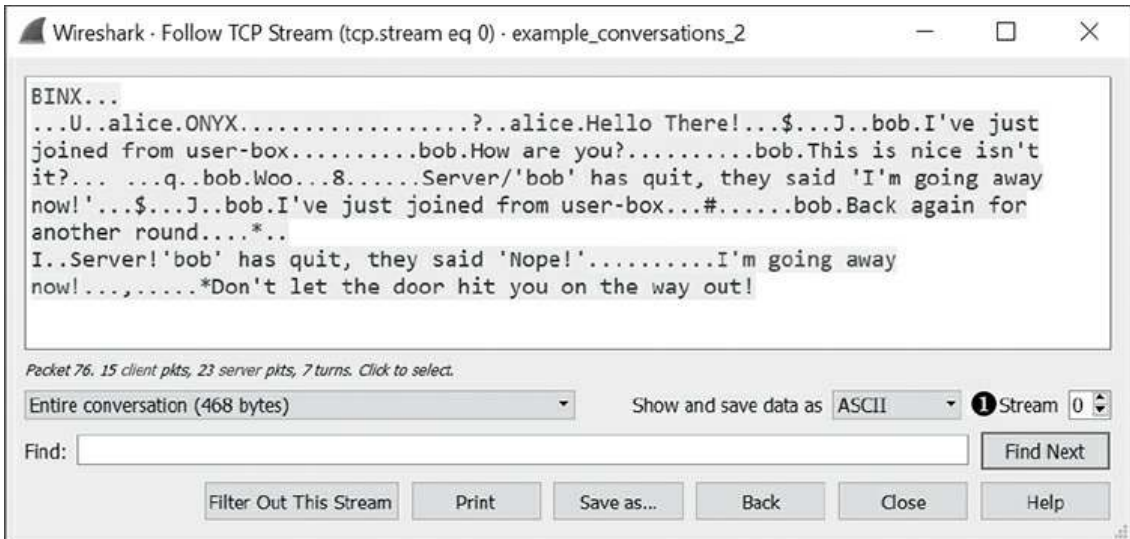 Wireshark · Follow TCP Stream (tcp.stream eq 0) · example_conversations_2
BINX...
...U..alice.ONYX...................?..alice.Hello There!...$...J..bob.I've just
joined from user-box..........bob.How are you?..........bob.This is nice isn't
it?... ...q..bob.Woo...8......Server/'bob' has quit, they said 'I'm going away
now!'...$...J..bob.I've just joined from user-box...#......bob.Back again for
another round....*..
I..Server!'bob' has quit, they said 'Nope!'..........I'm going away
now!...,.....*Don't let the door hit you on the way out!
Packet 76. 15 client pkts, 23 server pkts, 7 turns. Click to select.
Entire conversation (468 bytes) Show and save data as ASCII ❶ Stream 0
Find: Find Next
Filter Out This Stream Print Save as... Back Close Help